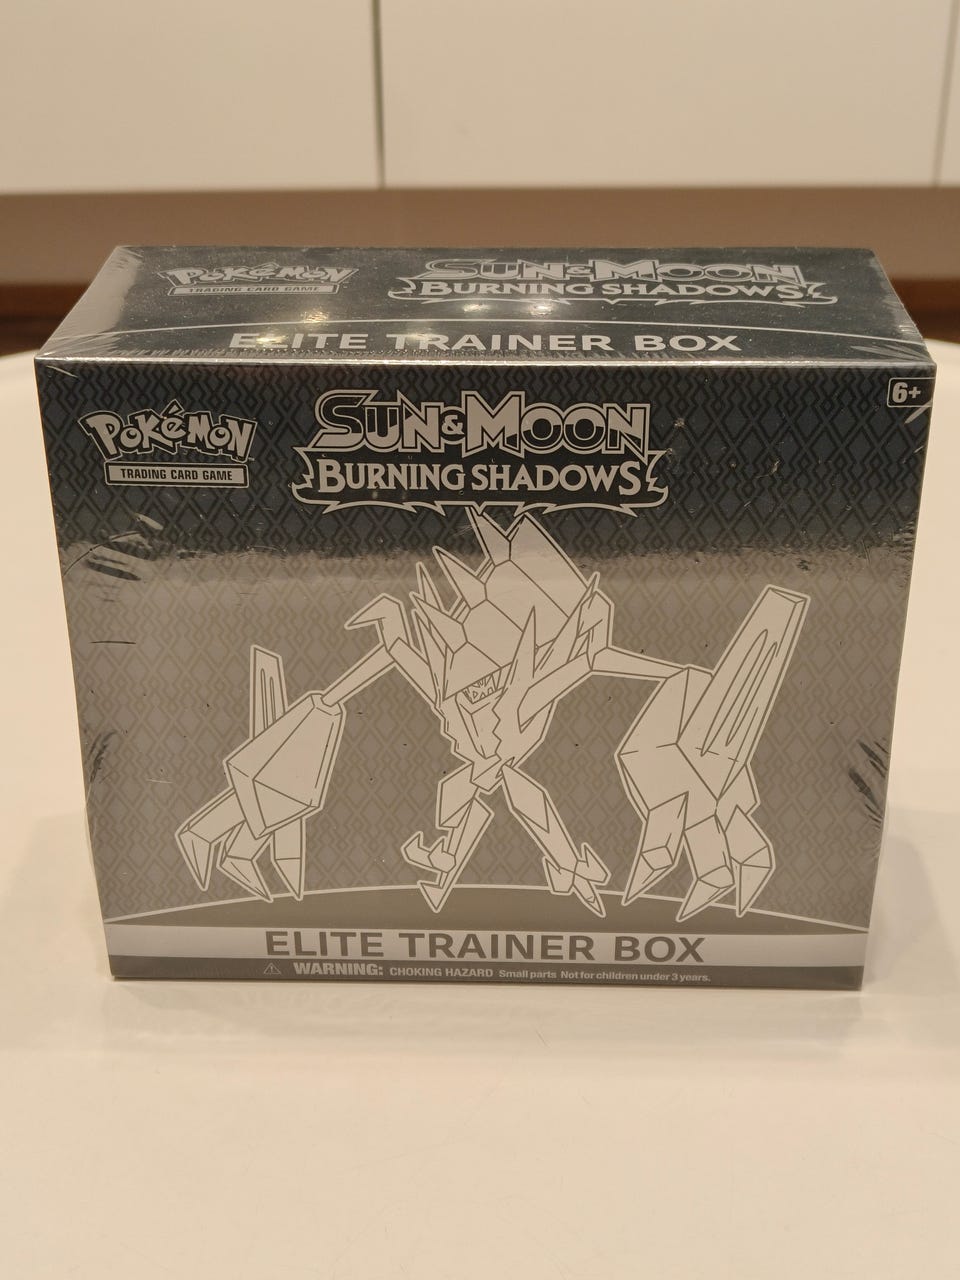 Pokémon
TRADING CARD GAME
SUN & MOON
BURNING SHADOWS
ELITE TRAINER BOX
6+
Pokémon
TRADING CARD GAME
SUN & MOON
BURNING SHADOWS
ELITE TRAINER BOX
WARNING: CHOKING HAZARD Small parts Not for children under 3 years.